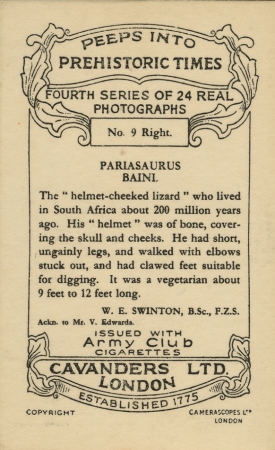 PEEPS INTO
PREHISTORIC TIMES
FOURTH SERIES OF 24 REAL
PHOTOGRAPHS
No. 9 Right.
PARIASAURUS
BAINI.
The " helmet-cheeked lizard " who lived
in South Africa about 200 million years
ago. His " helmet " was of bone, cover-
ing the skull and cheeks. He had short,
ungainly legs, and walked with elbows
stuck out, and had clawed feet suitable
for digging. It was a vegetarian about
9 feet to 12 feet long.
W. E. SWINTON, B.Sc., F.Z.S.
Ackn. to Mr. V. Edwards.
ISSUED WITH
Army Club
CIGARETTES
CAVANDERS LTD.
LONDON
ESTABLISHED 1775
COPYRIGHT
CAMERASCOPES LTD
LONDON